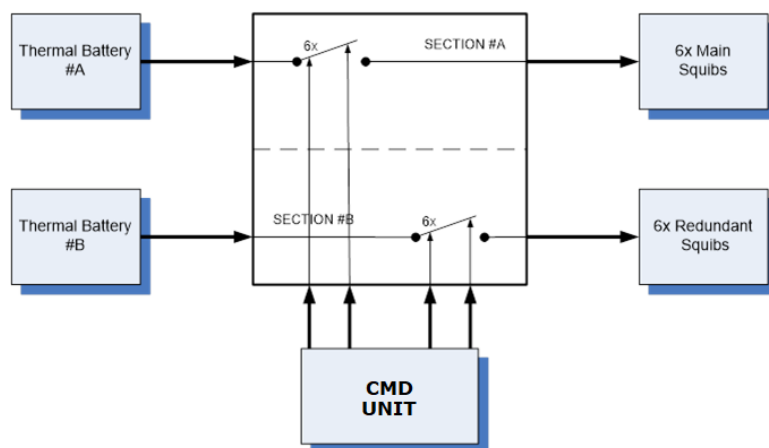 Thermal Battery
#A
6x
SECTION #A
6x Main
Squibs
Thermal Battery
#B
SECTION #B
6x
6x Redundant
Squibs
CMD
UNIT